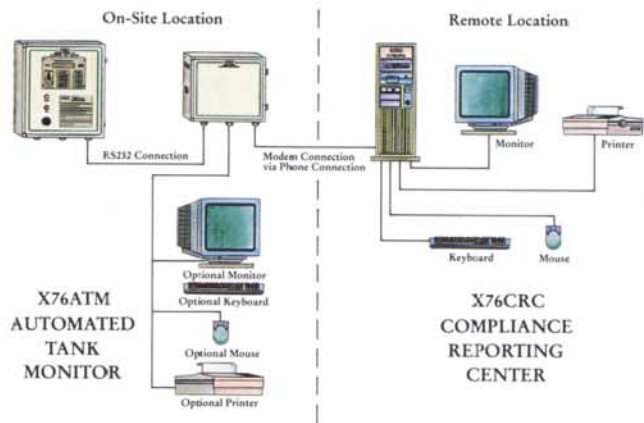 On-Site Location
Remote Location
RS232 Connection
Modem Connection
via Phone Connection
Monitor
Printer
Keyboard
Mouse
Optional Monitor
Optional Keyboard
Optional Mouse
Optional Printer
X76ATM
AUTOMATED
TANK
MONITOR
X76CRC
COMPLIANCE
REPORTING
CENTER